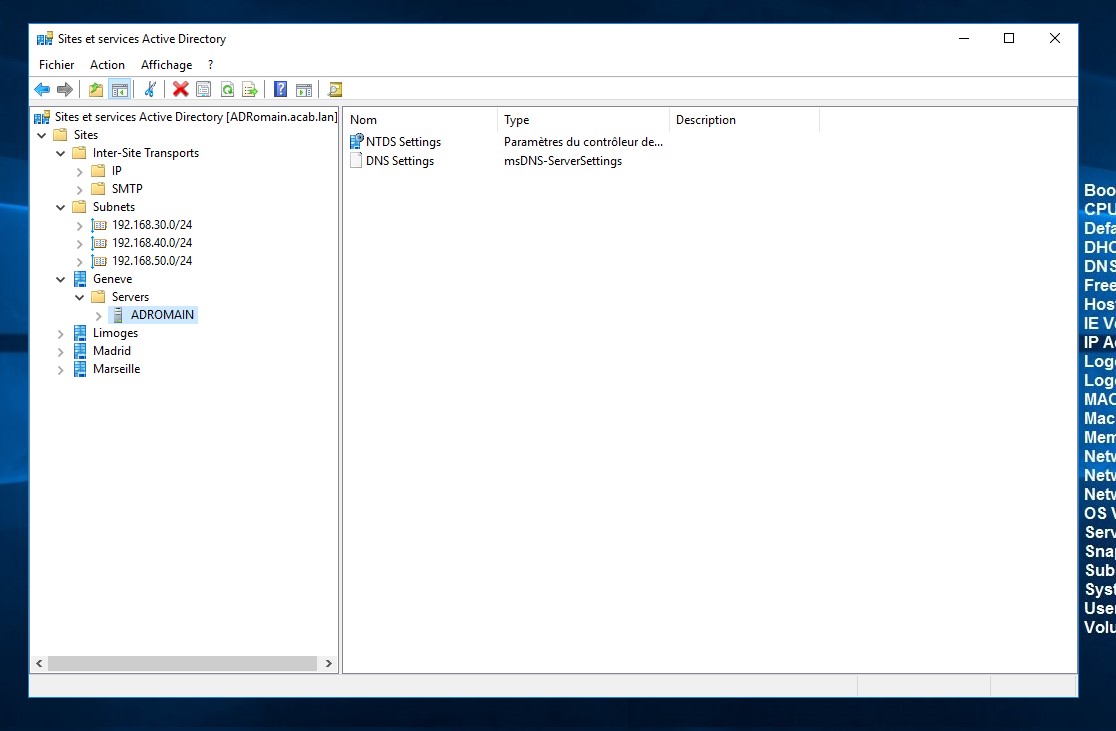 Sites et services Active Directory
Fichier Action Affichage ?
Sites et services Active Directory [ADRomain.acab.lan]
Sites
Inter-Site Transports
IP
SMTP
Subnets
192.168.30.0/24
192.168.40.0/24
192.168.50.0/24
Geneve
Servers
ADROMAIN
Limoges
Madrid
Marseille
Nom Type Description
NTDS Settings Paramètres du contrôleur de...
DNS Settings msDNS-ServerSettings
Boo
CPU
Defa
DHC
DNS
Free
Hos
IE V
IP A
Log
Log
MAC
Mac
Mem
Netw
Netw
Netw
OS V
Serv
Snap
Sub
Syst
User
Volu